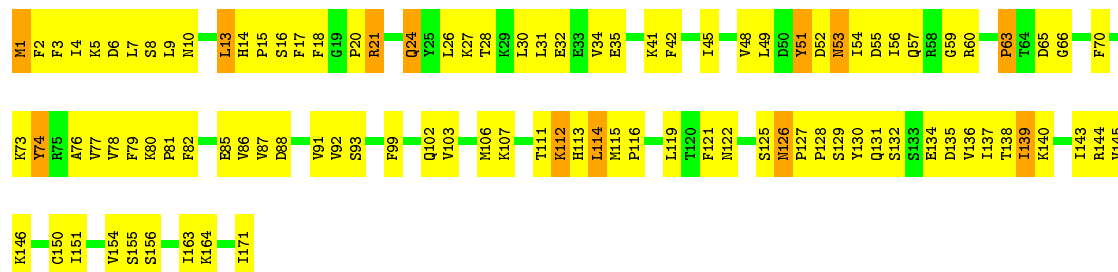 M1 F2 F3 I4 K5 D6 L7 S8 I9 N10 L13 H14 P15 S16 F17 F18 G19 P20 R21 Q24 Y25 L26 K27 T28 K29 L30 L31 E32 E33 V34 E35 K41 F42 I45 V48 L49 D50 Y51 D52 N53 I54 D55 I56 Q57 R58 G59 R60 P63 T64 D65 G66 F70
K73 Y74 R75 A76 V77 V78 F79 K80 P81 F82 E85 V86 V87 D88 V91 V92 S93 F99 Q102 V103 M106 K107 T111 K112 H113 L114 M115 P116 L119 T120 F121 N122 S125 N126 P127 P128 S129 Y130 Q131 S132 S133 E134 D135 V136 I137 T138 I139 K140 I143 R144 V145
K146 C150 I151 V154 S155 S156 I163 K164 I171